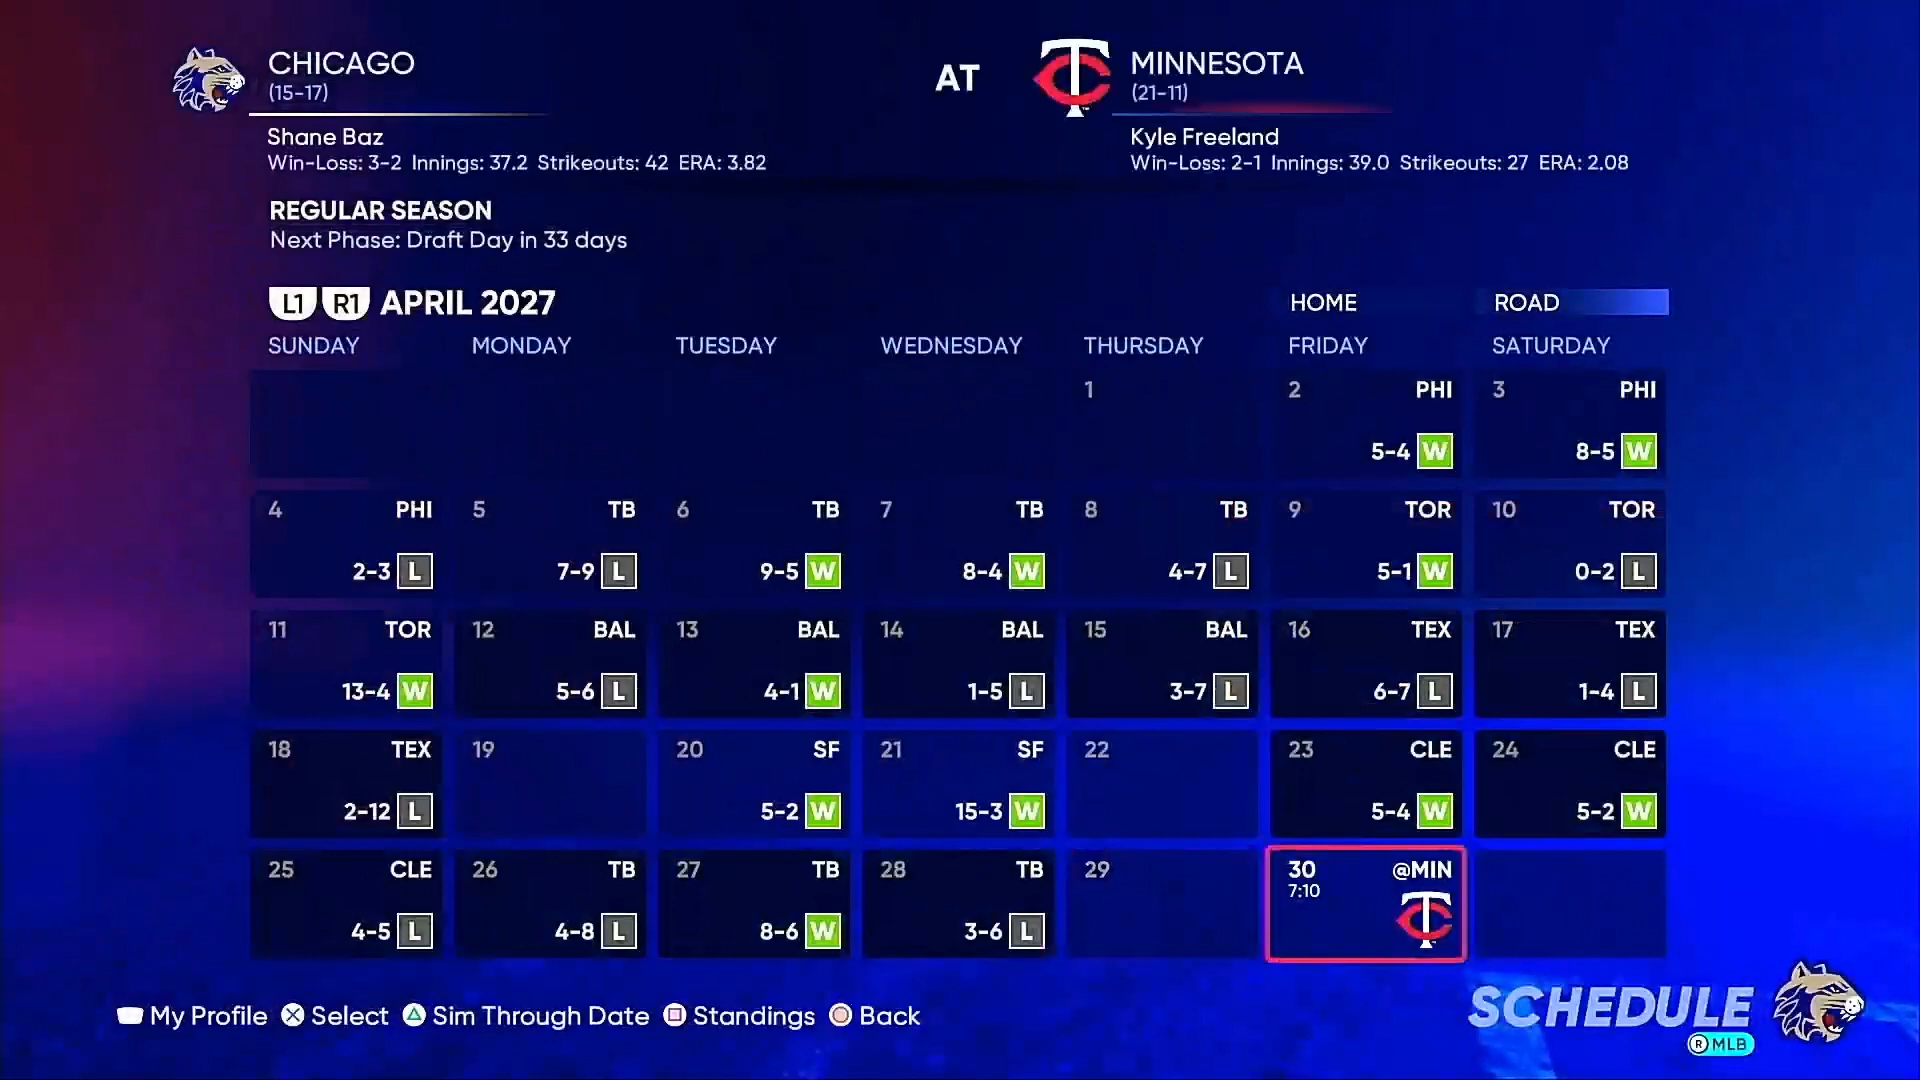 CHICAGO
(15-17)
AT
MINNESOTA
(21-11)
Shane Baz
Win-Loss: 3-2 Innings: 37.2 Strikeouts: 42 ERA: 3.82
Kyle Freeland
Win-Loss: 2-1 Innings: 39.0 Strikeouts: 27 ERA: 2.08
REGULAR SEASON
Next Phase: Draft Day in 33 days
L1 R1 APRIL 2027
HOME ROAD
SUNDAY MONDAY TUESDAY WEDNESDAY THURSDAY FRIDAY SATURDAY
1 2 PHI 3 PHI
5-4 W 8-5 W
4 PHI 5 TB 6 TB 7 TB 8 TB 9 TOR 10 TOR
2-3 L 7-9 L 9-5 W 8-4 W 4-7 L 5-1 W 0-2 L
11 TOR 12 BAL 13 BAL 14 BAL 15 BAL 16 TEX 17 TEX
13-4 W 5-6 L 4-1 W 1-5 L 3-7 L 6-7 L 1-4 L
18 TEX 19 20 SF 21 SF 22 23 CLE 24 CLE
2-12 L 5-2 W 15-3 W 5-4 W 5-2 W
25 CLE 26 TB 27 TB 28 TB 29 30 @MIN
7:10
4-5 L 4-8 L 8-6 W 3-6 L TC
My Profile Select Sim Through Date Standings Back
SCHEDULE
R MLB